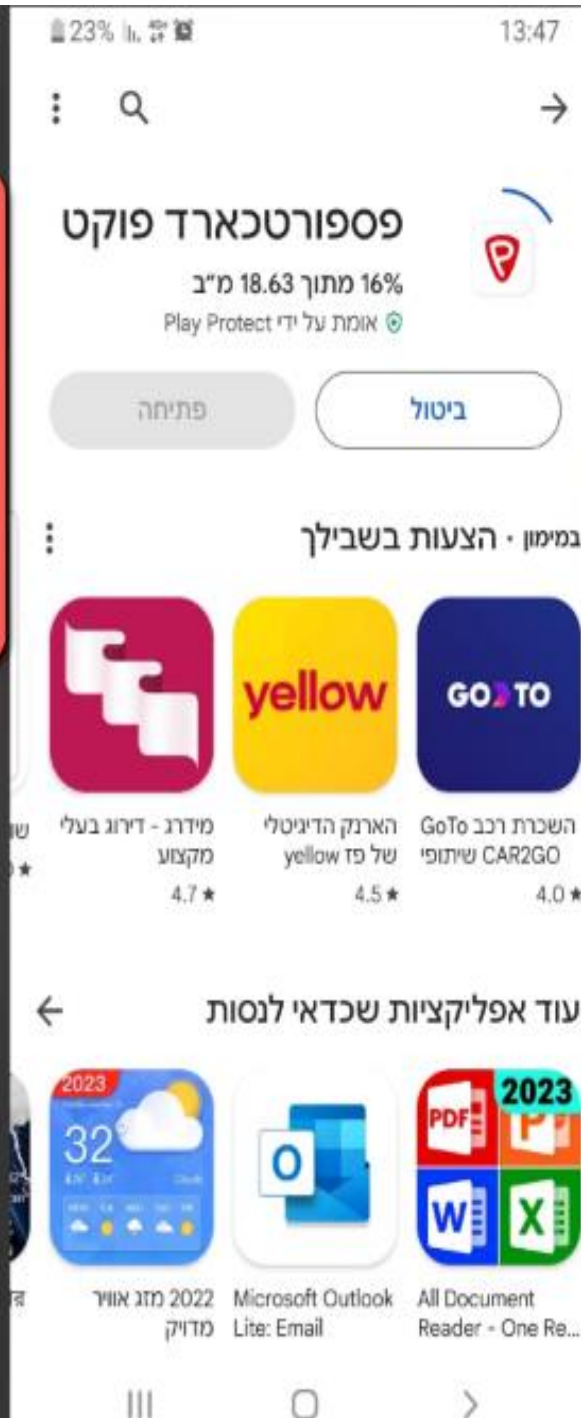 23% 13:47
פספורטכארד פוקט
16% מתוך 18.63 מ״ב
אומת על ידי Play Protect
ביטול פתיחה
במימון · הצעות בשבילך
GO TO yellow
השכרת רכב GoTo
שיתופי CAR2GO
4.0 ★
הארנק הדיגיטלי
של פז yellow
4.5 ★
מידרג - דירוג בעלי
מקצוע
4.7 ★
עוד אפליקציות שכדאי לנסות
2023
PDF P
W X
O
2023
32
All Document
Reader - One Re...
Microsoft Outlook
Lite: Email
2022 מזג אוויר
מדויק